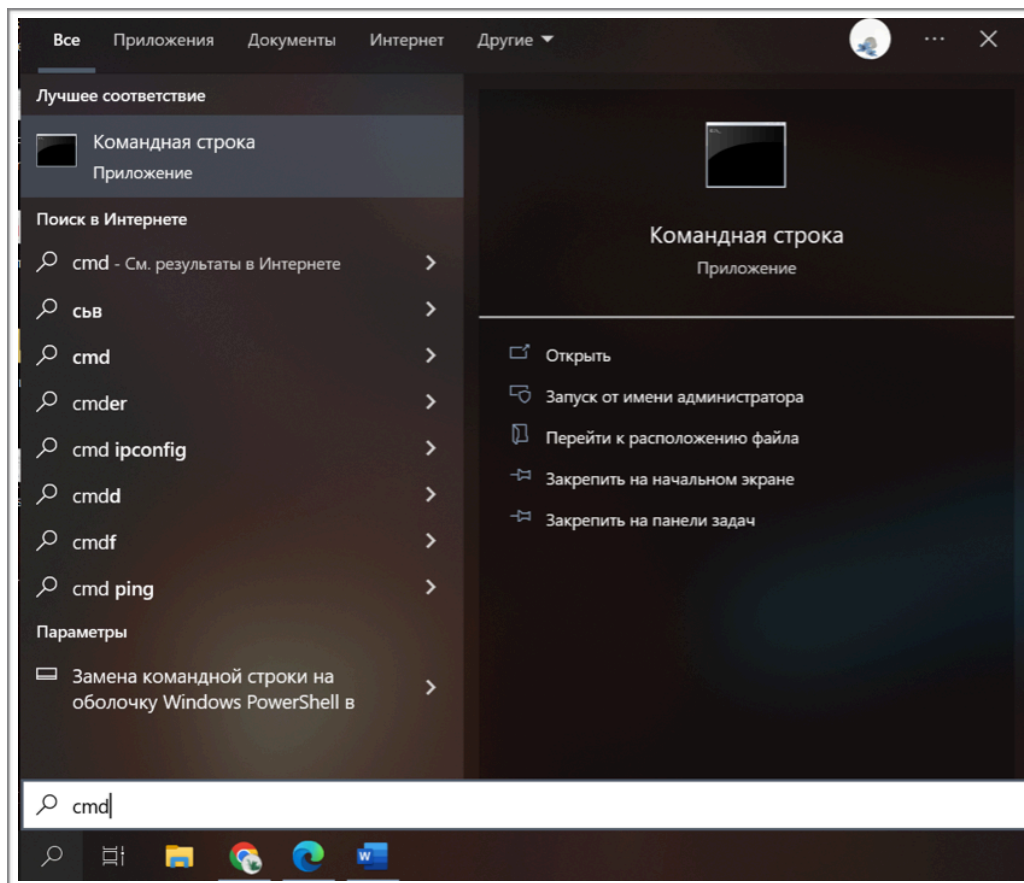 Все Приложения Документы Интернет Другие
Лучшее соответствие
Командная строка
Приложение
Поиск в Интернете
cmd - См. результаты в Интернете
сьв
cmd
cmder
cmd ipconfig
cmdd
cmdf
cmd ping
Параметры
Замена командной строки на
оболочку Windows PowerShell в
Командная строка
Приложение
Открыть
Запуск от имени администратора
Перейти к расположению файла
Закрепить на начальном экране
Закрепить на панели задач
cmd
W